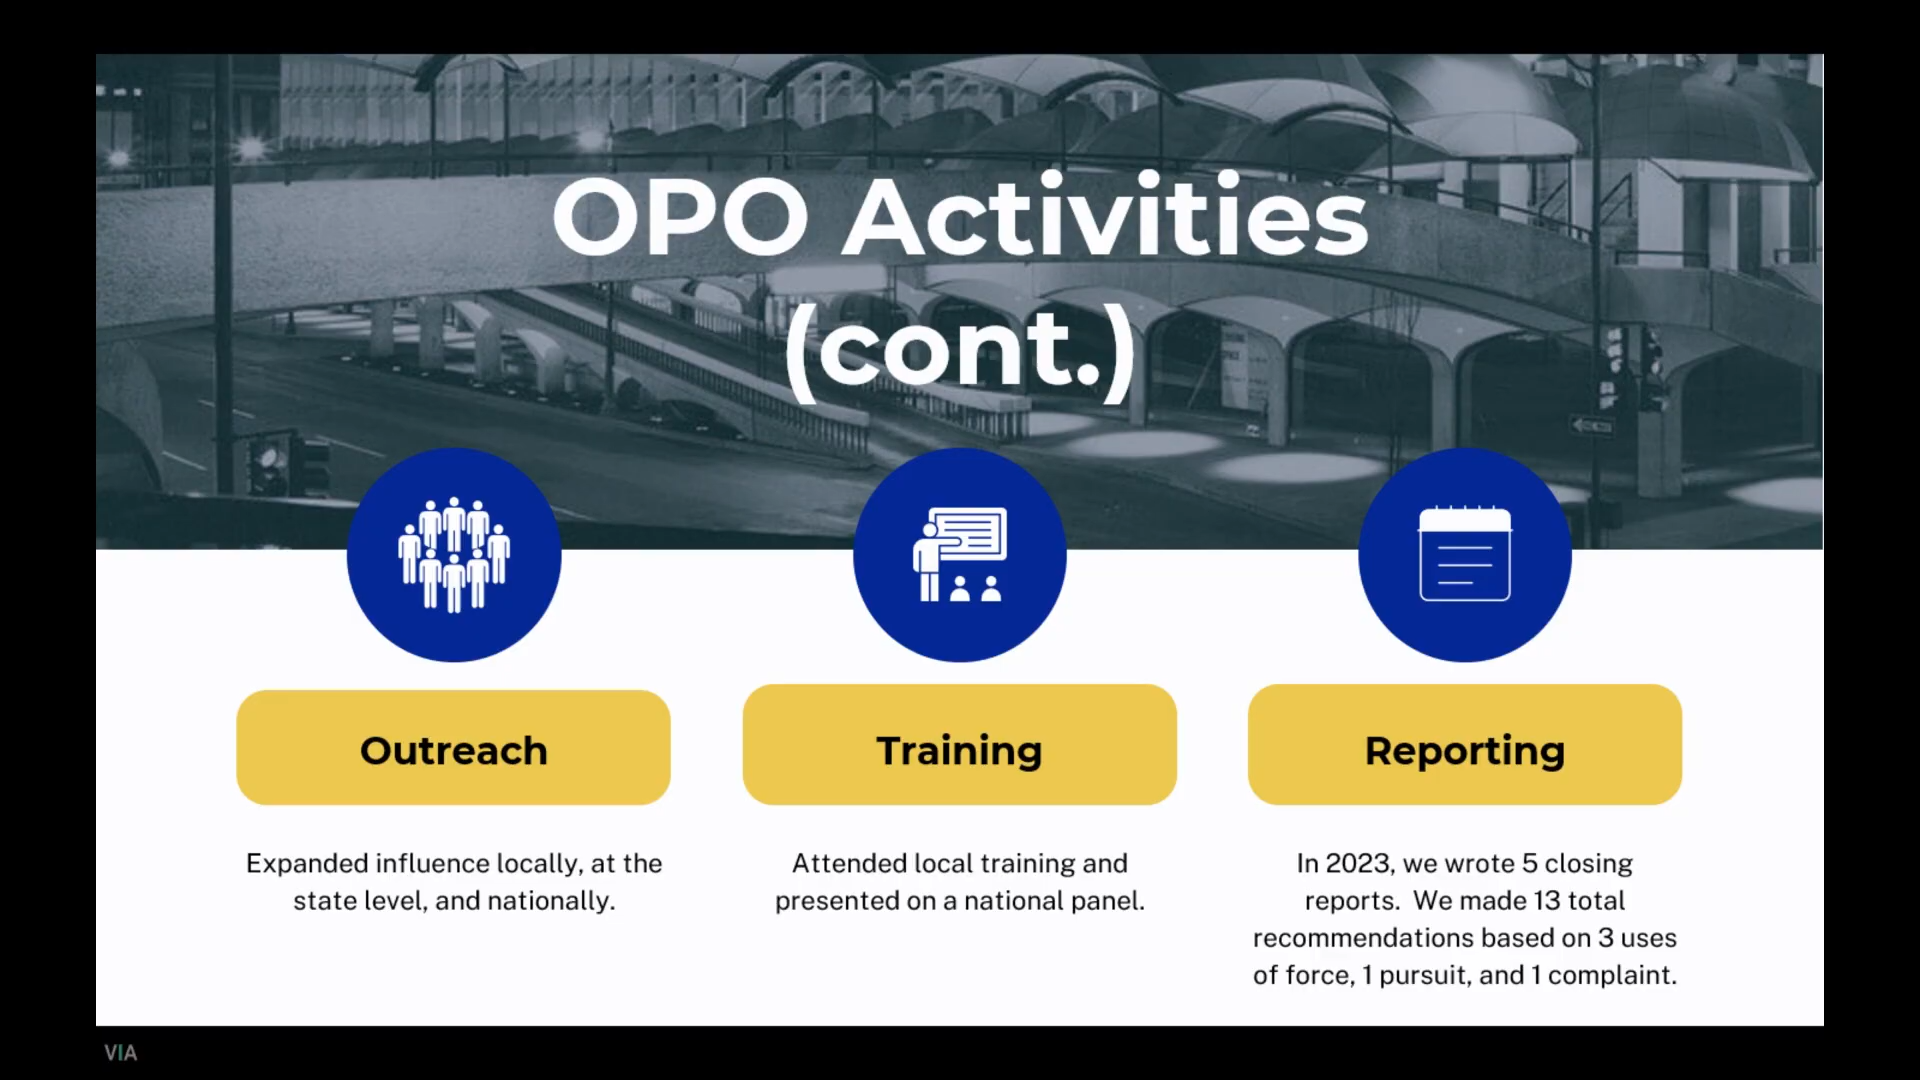 OPO Activities
(cont.)
Outreach
Training
Reporting
Expanded influence locally, at the
state level, and nationally.
Attended local training and
presented on a national panel.
In 2023, we wrote 5 closing
reports.  We made 13 total
recommendations based on 3 uses
of force, 1 pursuit, and 1 complaint.
VIA